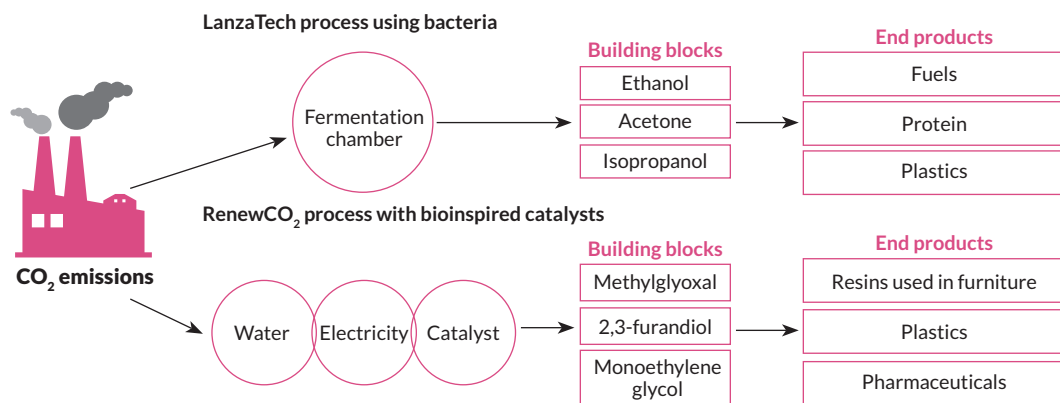 LanzaTech process using bacteria
Building blocks
End products
Ethanol
Fuels
Fermentation
chamber
Acetone
Protein
Isopropanol
Plastics
RenewCO₂ process with bioinspired catalysts
CO₂ emissions
Building blocks
End products
Methylglyoxal
Resins used in furniture
Water
Electricity
Catalyst
2,3-furandiol
Plastics
Monoethylene
glycol
Pharmaceuticals